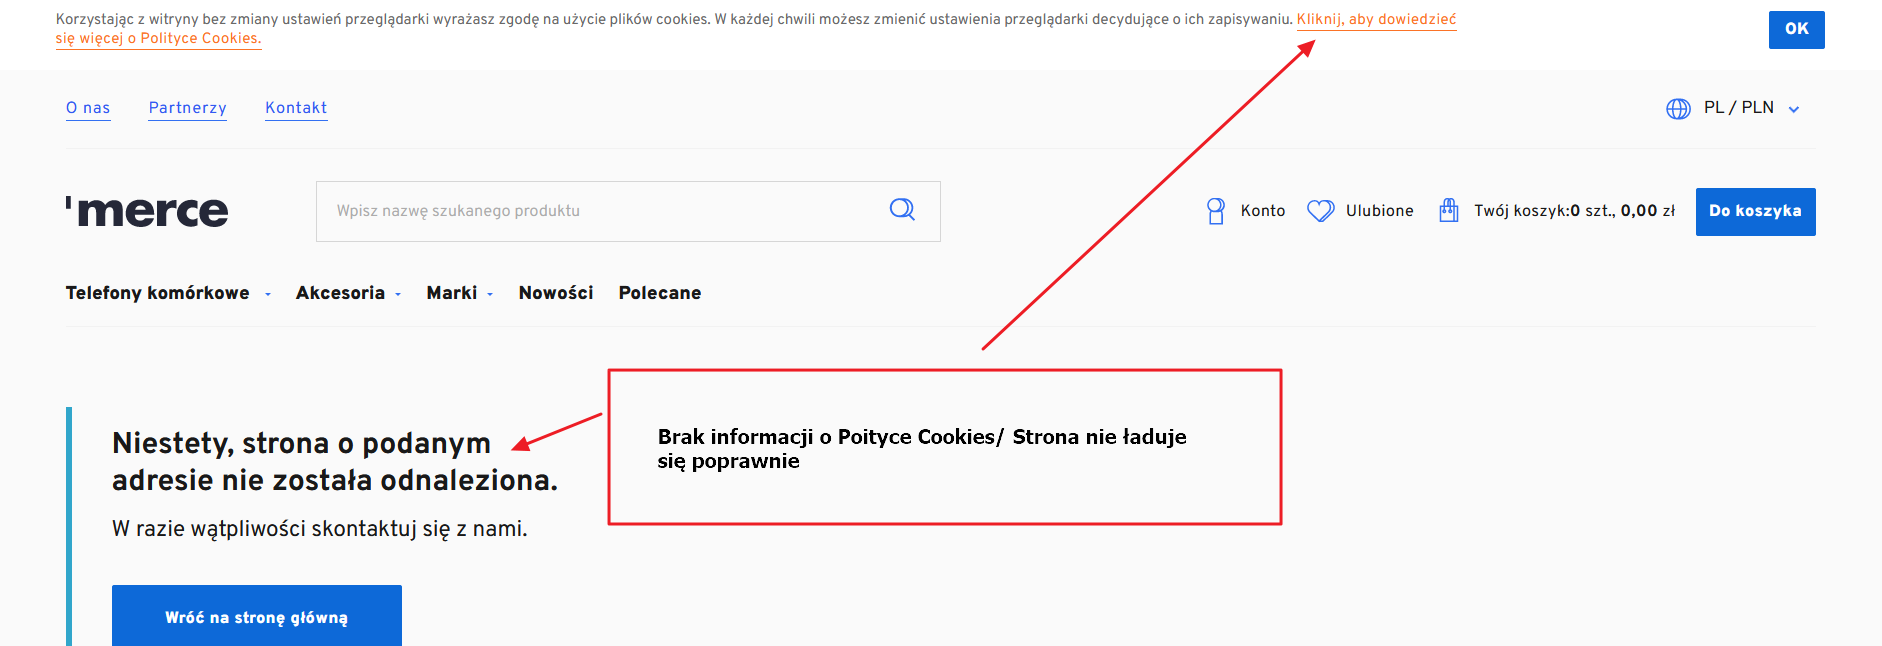 Korzystając z witryny bez zmiany ustawień przeglądarki wyrażasz zgodę na użycie plików cookies. W każdej chwili możesz zmienić ustawienia przeglądarki decydujące o ich zapisywaniu. Kliknij, aby dowiedzieć
się więcej o Polityce Cookies.
OK
O nas Partnerzy Kontakt PL / PLN
'merce Wpisz nazwę szukanego produktu Konto Ulubione Twój koszyk:0 szt., 0,00 zł Do koszyka
Telefony komórkowe Akcesoria Marki Nowości Polecane
Niestety, strona o podanym
adresie nie została odnaleziona.
W razie wątpliwości skontaktuj się z nami.
Wróć na stronę główną
Brak informacji o Poityce Cookies/ Strona nie ładuje
się poprawnie